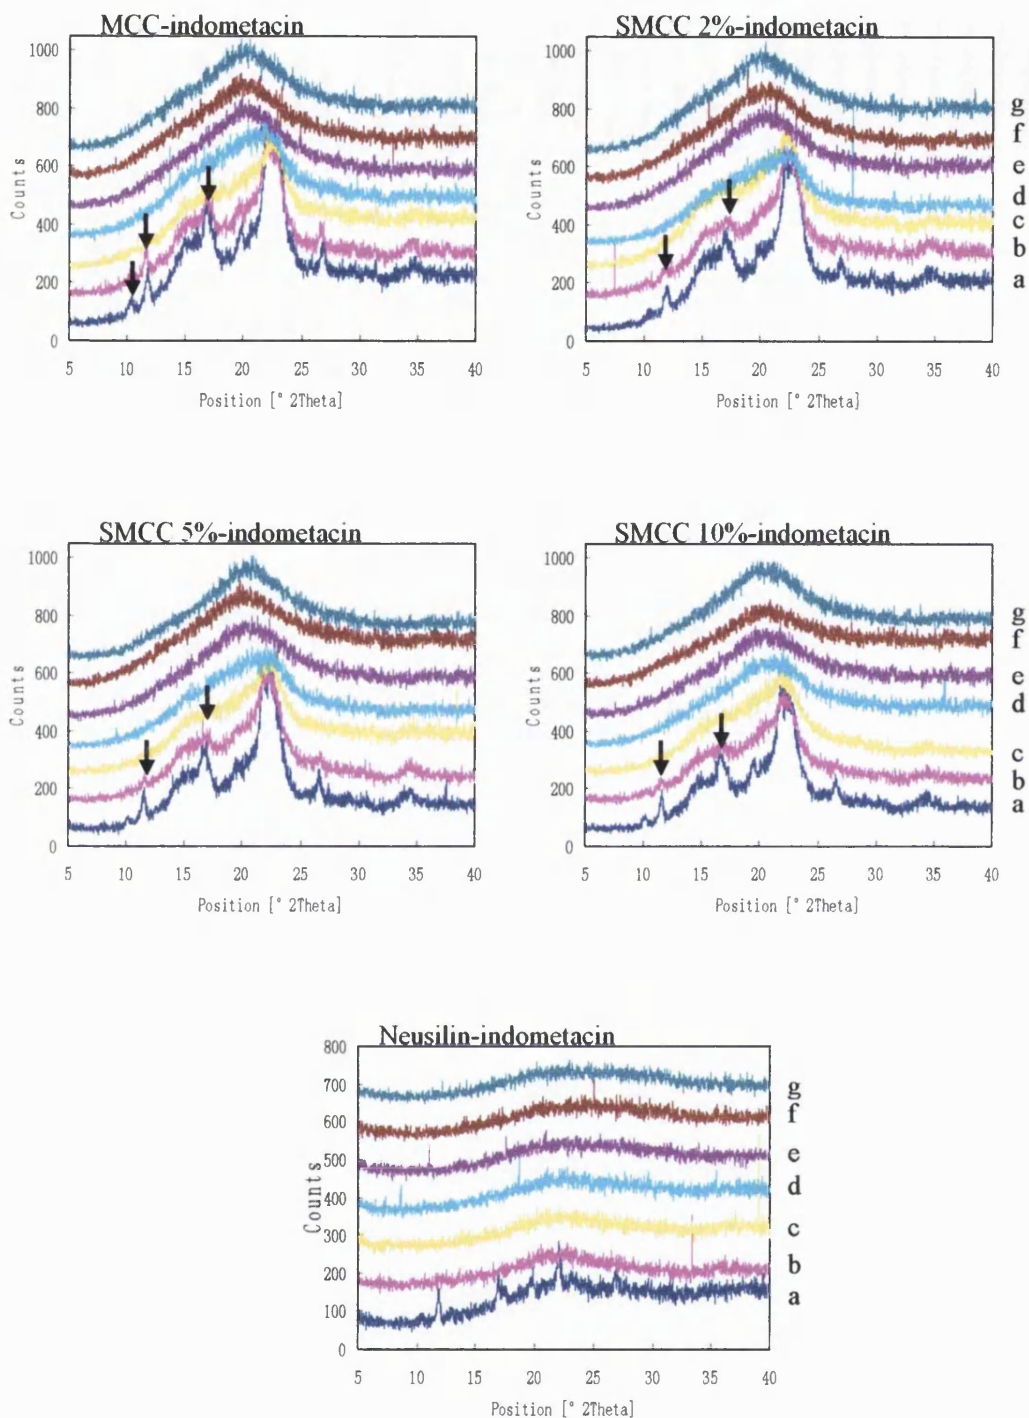 MCC-indometacin
SMCC 2%-indometacin
1000
800
600
400
200
0
Counts
5 10 15 20 25 30 35 40
Position [° 2Theta]
1000
800
600
400
200
0
Counts
5 10 15 20 25 30 35 40
Position [° 2Theta]
g
f
e
d
c
b
a
SMCC 5%-indometacin
SMCC 10%-indometacin
1000
800
600
400
200
0
Counts
5 10 15 20 25 30 35 40
Position [° 2Theta]
1000
800
600
400
200
0
Counts
5 10 15 20 25 30 35 40
Position [° 2Theta]
g
f
e
d
c
b
a
Neusilin-indometacin
800
700
600
500
400
300
200
100
0
Counts
5 10 15 20 25 30 35 40
Position [° 2Theta]
g
f
e
d
c
b
a